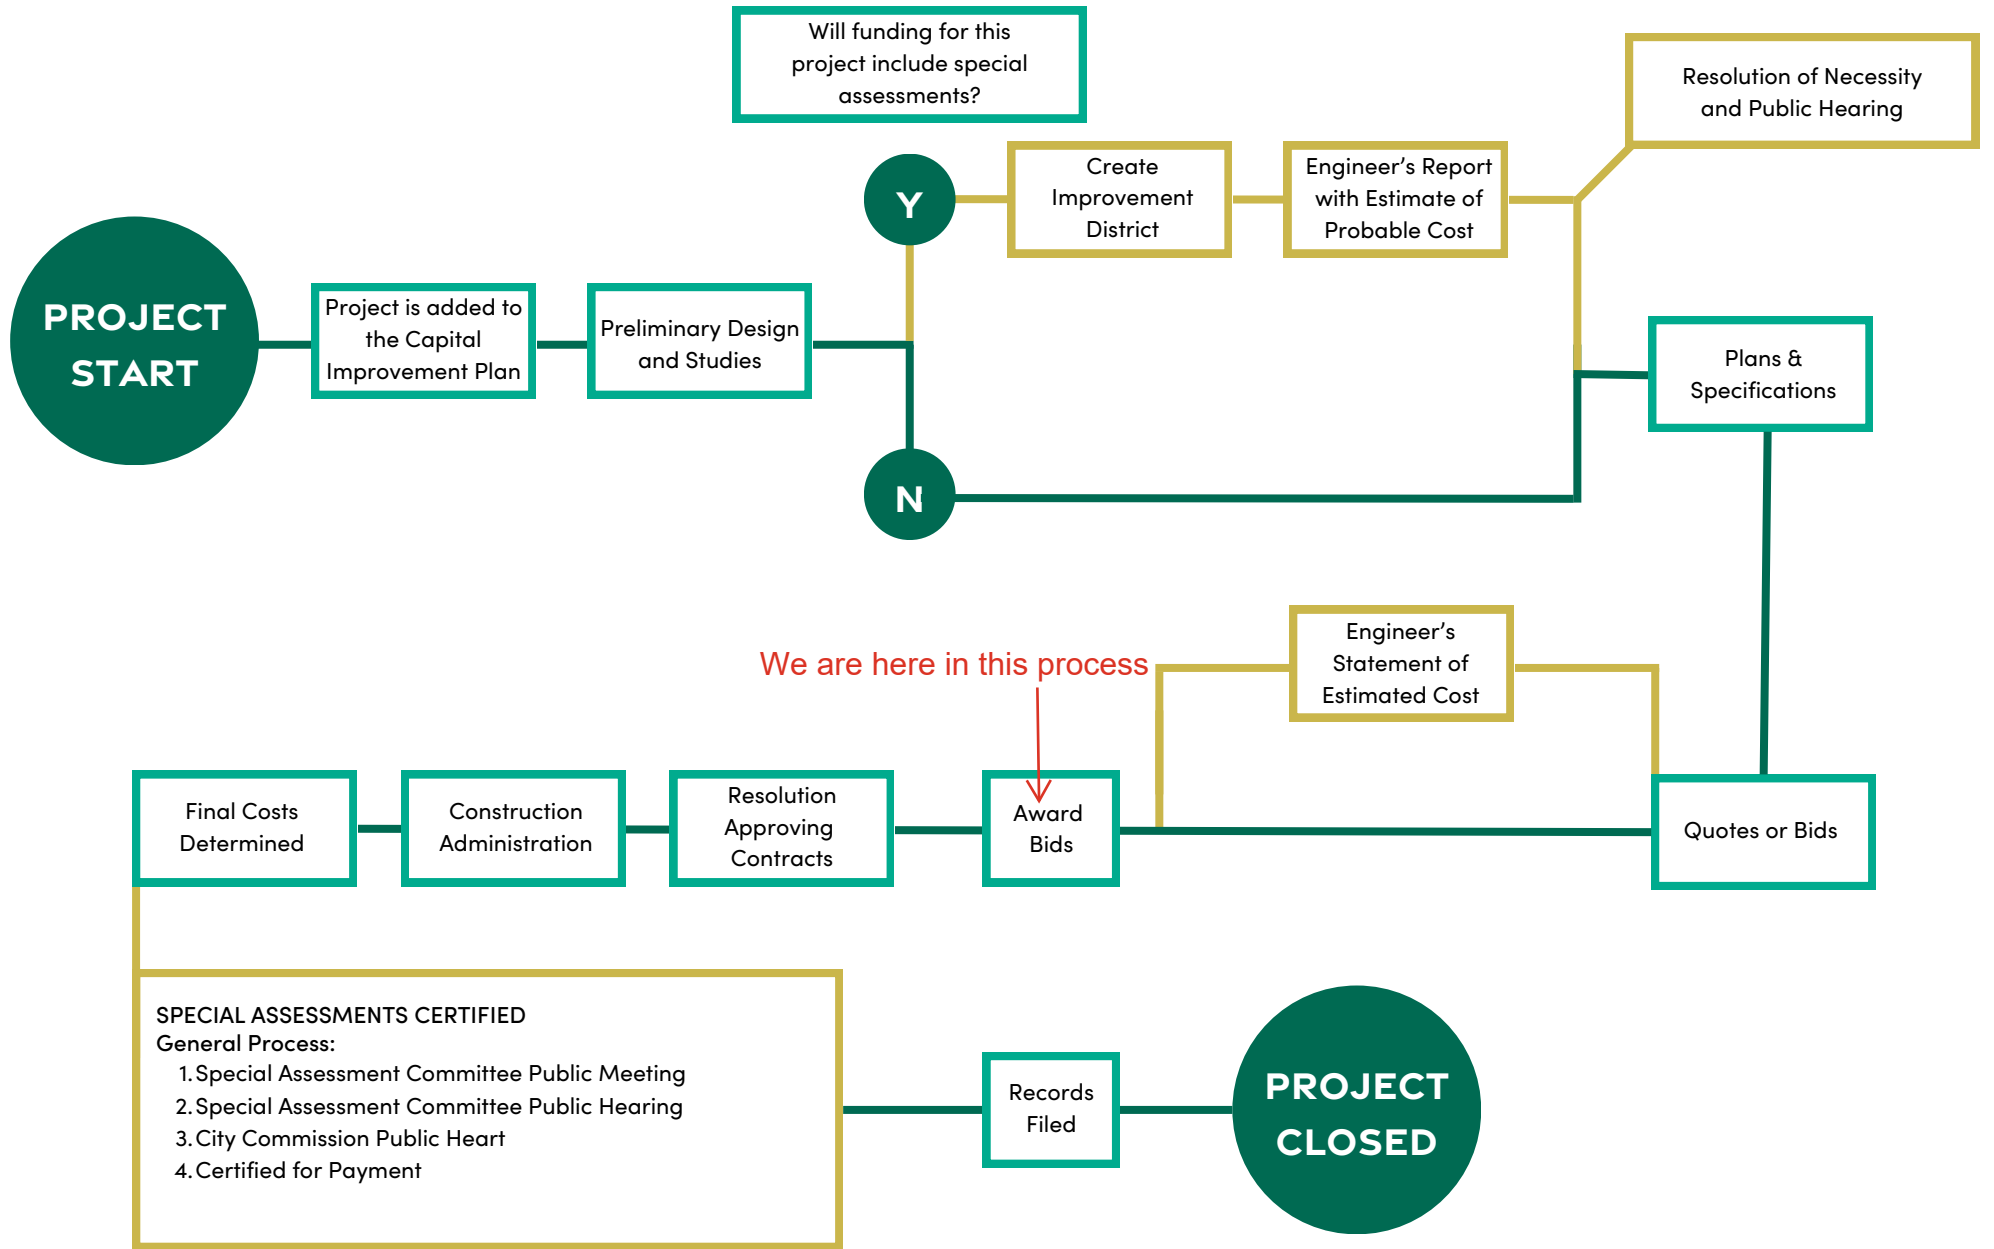 Will funding for this
project include special
assessments?
Resolution of Necessity
and Public Hearing
Y
Create
Improvement
District
Engineer’s Report
with Estimate of
Probable Cost
PROJECT
START
Project is added to
the Capital
Improvement Plan
Preliminary Design
and Studies
N
Plans &
Specifications
We are here in this process
Engineer’s
Statement of
Estimated Cost
Final Costs
Determined
Construction
Administration
Resolution
Approving
Contracts
Award
Bids
Quotes or Bids
SPECIAL ASSESSMENTS CERTIFIED
General Process:
1. Special Assessment Committee Public Meeting
2. Special Assessment Committee Public Hearing
3. City Commission Public Heart
4. Certified for Payment
Records
Filed
PROJECT
CLOSED